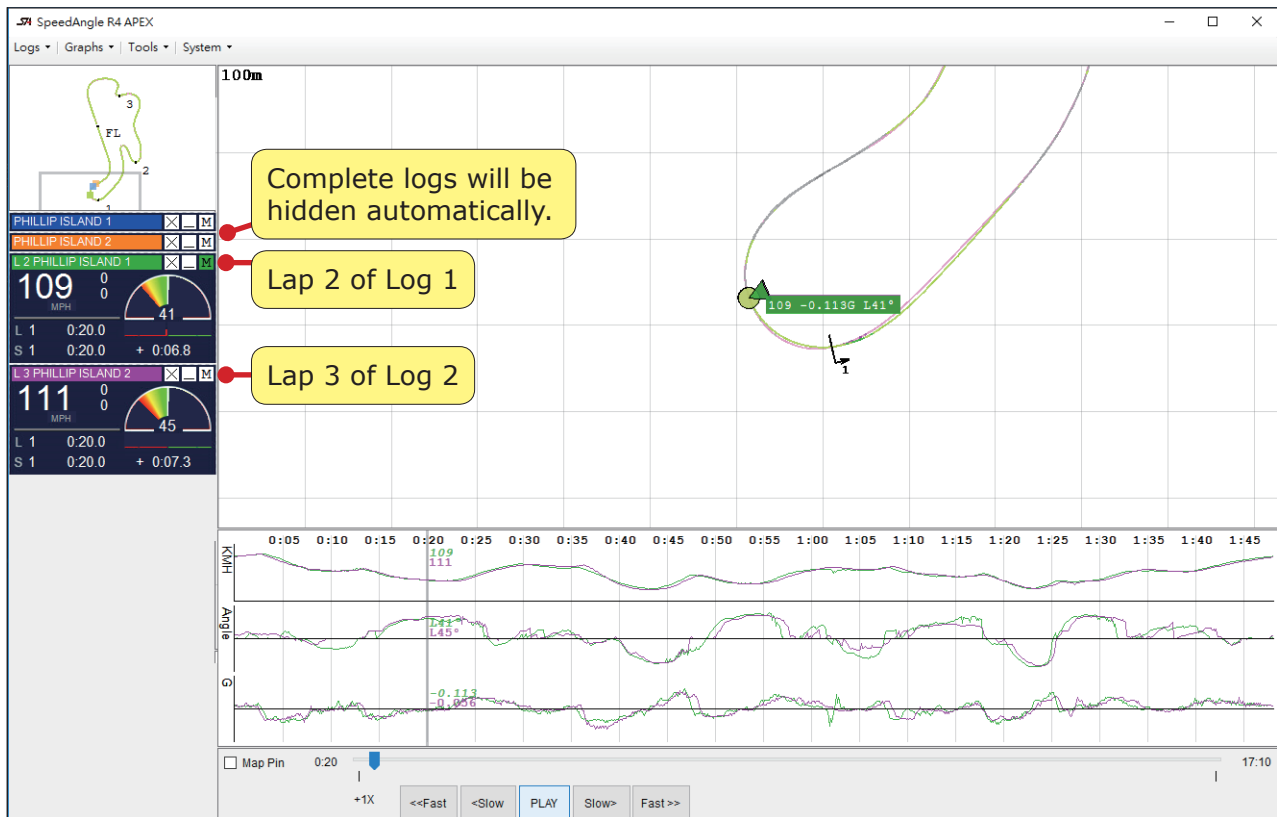 SpeedAngle R4 APEX
Logs Graphs Tools System
100m
3
FL
2
1
Complete logs will be
hidden automatically.
PHILLIP ISLAND 1 X _ M
PHILLIP ISLAND 2 X _ M
L 2 PHILLIP ISLAND 1 X _ M
Lap 2 of Log 1
109 0
0
MPH
41
L 1 0:20.0
S 1 0:20.0 + 0:06.8
109 -0.113G L41°
1
L 3 PHILLIP ISLAND 2 X _ M
Lap 3 of Log 2
111 0
0
MPH
45
L 1 0:20.0
S 1 0:20.0 + 0:07.3
0:05 0:10 0:15 0:20 0:25 0:30 0:35 0:40 0:45 0:50 0:55 1:00 1:05 1:10 1:15 1:20 1:25 1:30 1:35 1:40 1:45
KMH
109
111
Angle
L41°
L45°
G
-0.113
-0.056
Map Pin 0:20 17:10
+1X <<Fast <Slow PLAY Slow> Fast>>